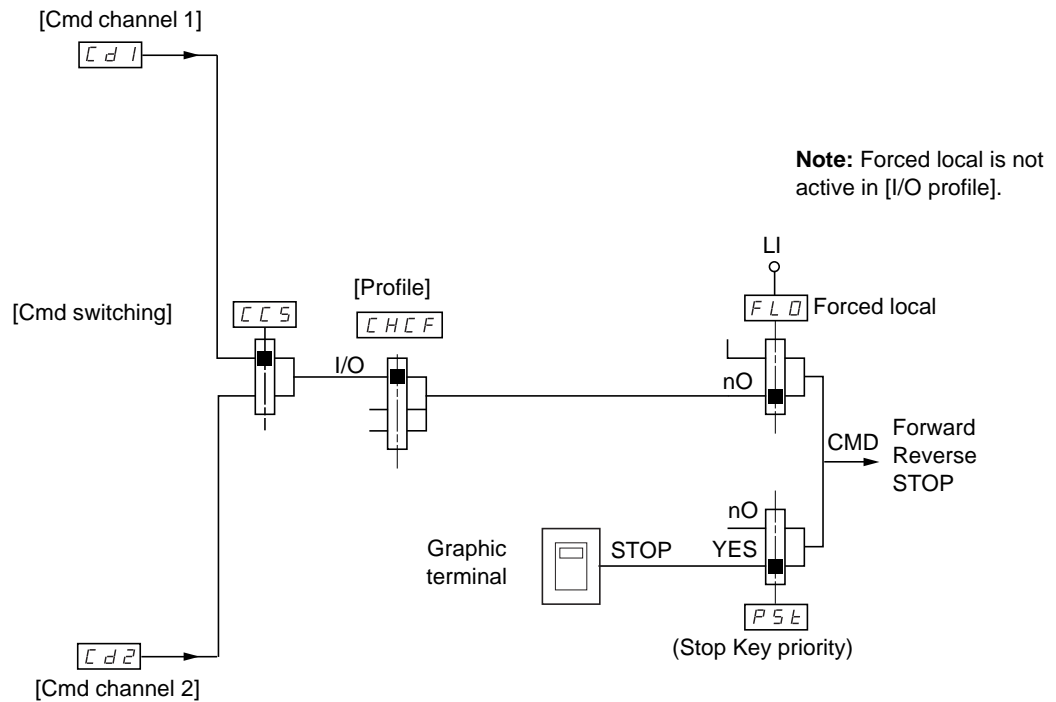 [Cmd channel 1]
Cd1
Note: Forced local is not
active in [I/O profile].
LI
[Profile]
[Cmd switching]
CCS
CHCF
FLO Forced local
I/O
nO
CMD
Forward
Reverse
STOP
nO
Graphic
terminal
STOP
YES
PSt
(Stop Key priority)
Cd2
[Cmd channel 2]